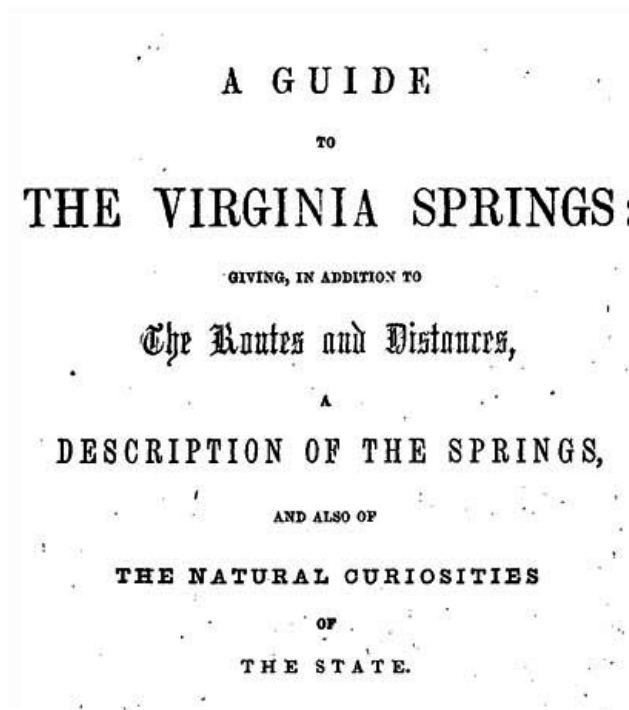 A GUIDE
TO
THE VIRGINIA SPRINGS:
GIVING, IN ADDITION TO
The Routes and Distances,
A
DESCRIPTION OF THE SPRINGS,
AND ALSO OF
THE NATURAL CURIOSITIES
OF
THE STATE.